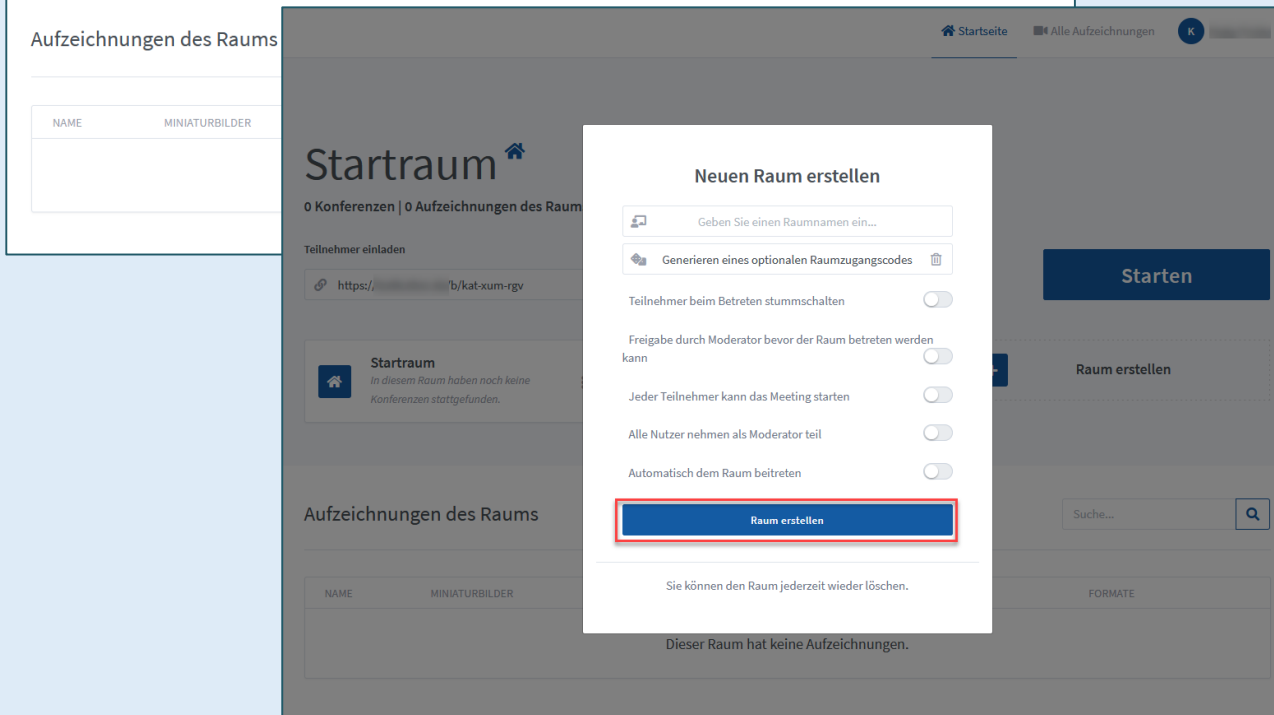 Aufzeichnungen des Raums
NAME MINIATURBILDER
Startseite Alle Aufzeichnungen K
Startraum
0 Konferenzen | 0 Aufzeichnungen des Raum
Teilnehmer einladen
https:/ /b/kat-xum-rgv
Starten
Startraum
In diesem Raum haben noch keine
Konferenzen stattgefunden.
Raum erstellen
Neuen Raum erstellen
Geben Sie einen Raumnamen ein...
Generieren eines optionalen Raumzugangscodes
Teilnehmer beim Betreten stummschalten
Freigabe durch Moderator bevor der Raum betreten werden
kann
Jeder Teilnehmer kann das Meeting starten
Alle Nutzer nehmen als Moderator teil
Automatisch dem Raum beitreten
Raum erstellen
Sie können den Raum jederzeit wieder löschen.
Aufzeichnungen des Raums
Suche...
NAME MINIATURBILDER FORMATE
Dieser Raum hat keine Aufzeichnungen.